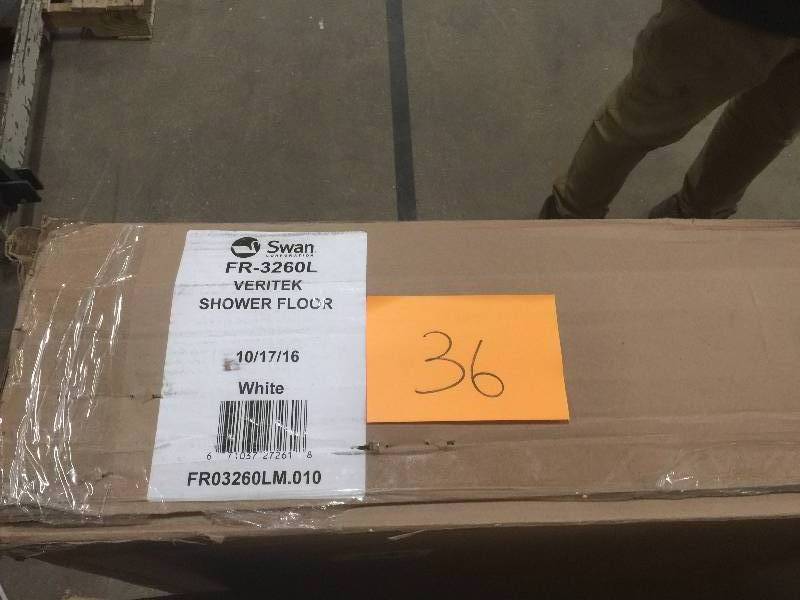 Swan
CORPORATION
FR-3260L
VERITEK
SHOWER FLOOR
10/17/16
White
6 71037 27261 8
FR03260LM.010
36